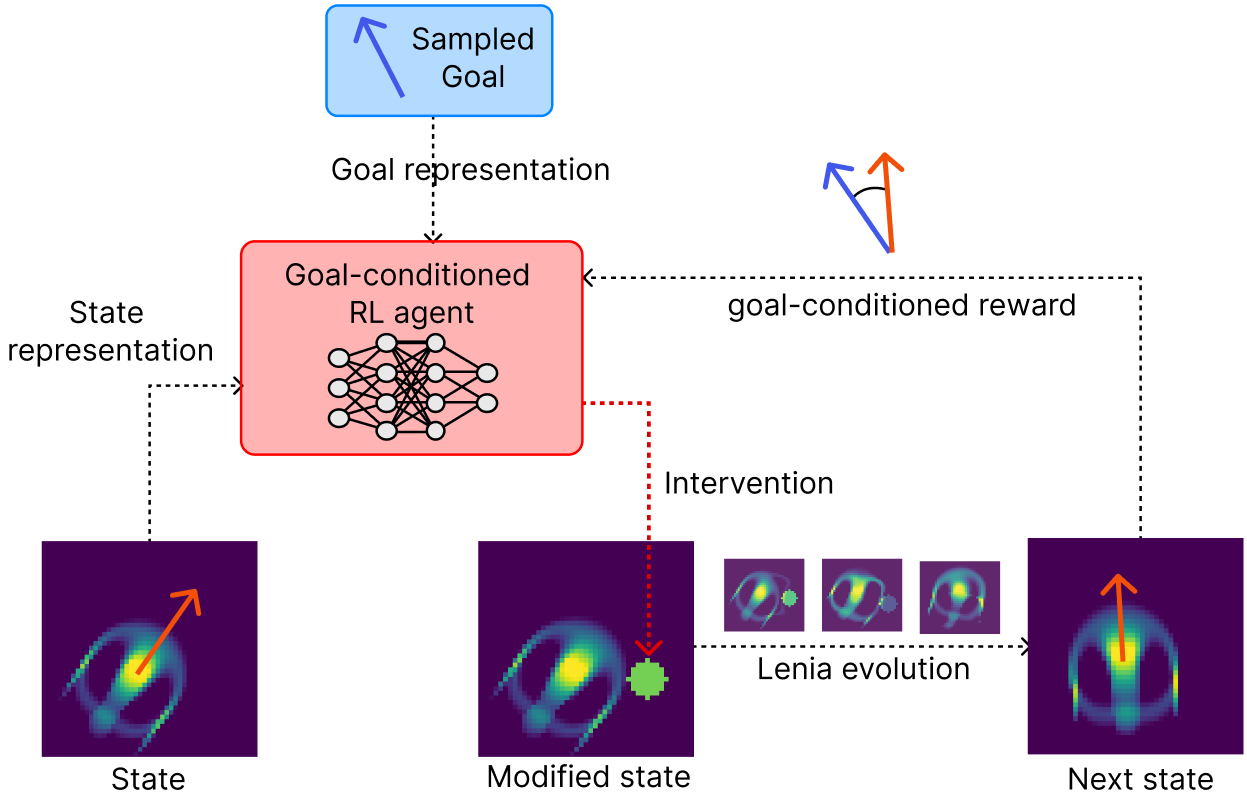 Sampled
Goal
Goal representation
Goal-conditioned
RL agent
State
representation
goal-conditioned reward
Intervention
Lenia evolution
State
Modified state
Next state